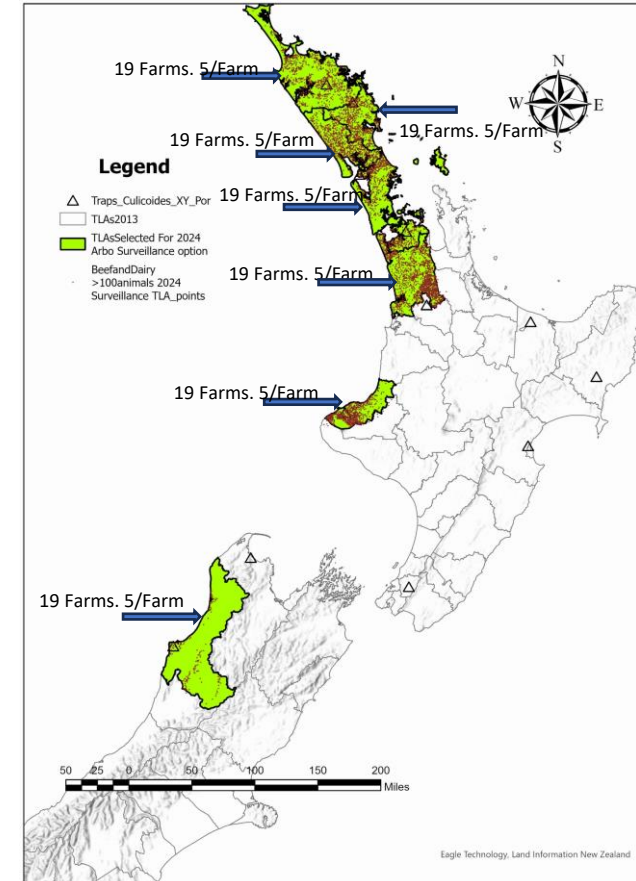 N
W E
S
19 Farms. 5/Farm
19 Farms. 5/Farm
19 Farms. 5/Farm
Legend
Traps_Culicoides_XY_Por
TLAs2013
TLAsSelected For 2024
Arbo Surveillance option
BeefandDairy
>100animals 2024
Surveillance TLA_points
19 Farms. 5/Farm
19 Farms. 5/Farm
19 Farms. 5/Farm
19 Farms. 5/Farm
50 25 0 50 100 150 200
Miles
Eagle Technology, Land Information New Zealand